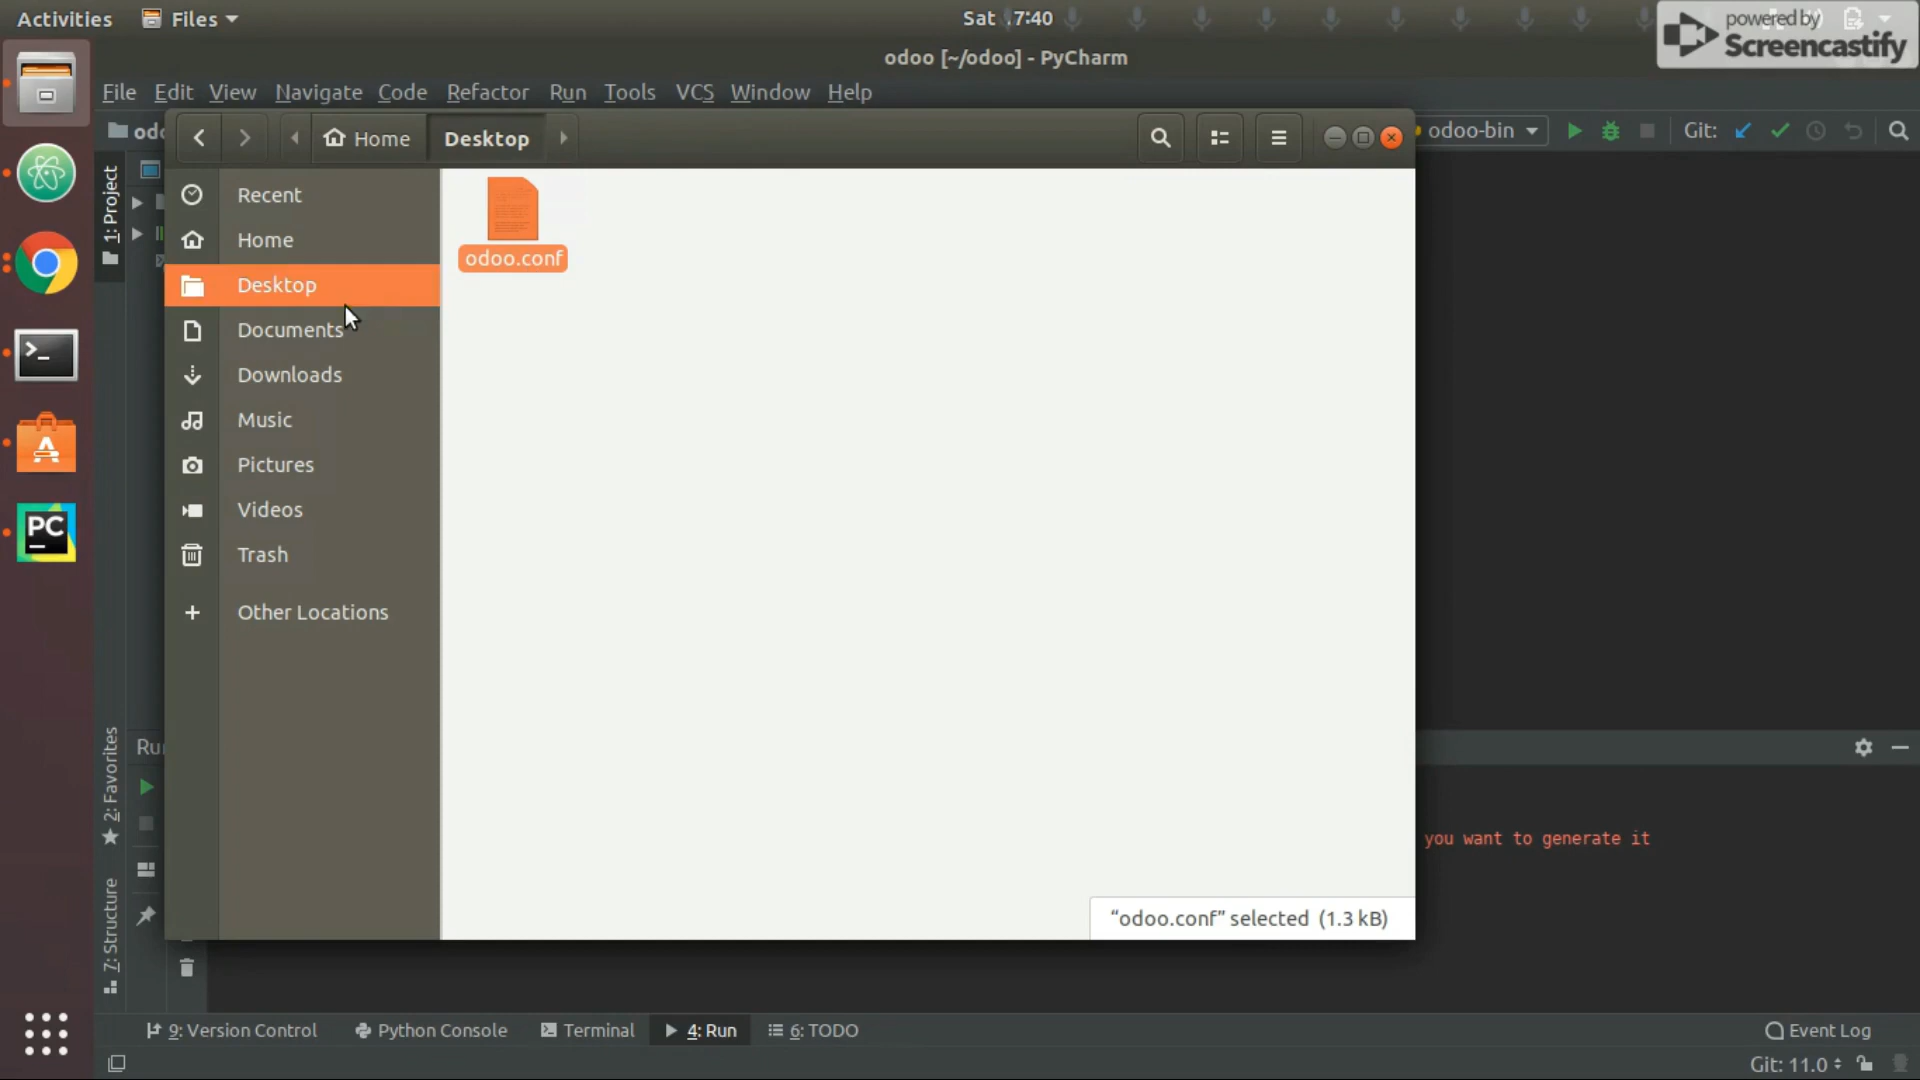 Activities
Files
Sat
7:40
powered by
Screencastify
odoo [~/odoo] - PyCharm
File Edit View Navigate Code Refactor Run Tools VCS Window Help
Home
Desktop
odoo-bin
Git:
1: Project
Recent
Home
Desktop
Documents
Downloads
Music
Pictures
Videos
Trash
Other Locations
odoo.conf
2: Favorites
7: Structure
you want to generate it
“odoo.conf” selected (1.3 kB)
9: Version Control
Python Console
Terminal
4: Run
6: TODO
Event Log
Git: 11.0
PC